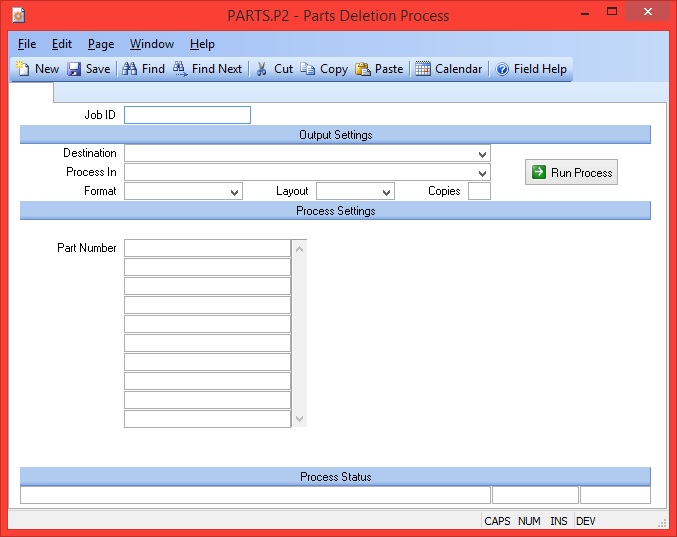 PARTS.P2 - Parts Deletion Process
File Edit Page Window Help
New Save Find Find Next Cut Copy Paste Calendar Field Help
Job ID
Output Settings
Destination
Process In
Run Process
Format Layout Copies
Process Settings
Part Number
Process Status
CAPS NUM INS DEV